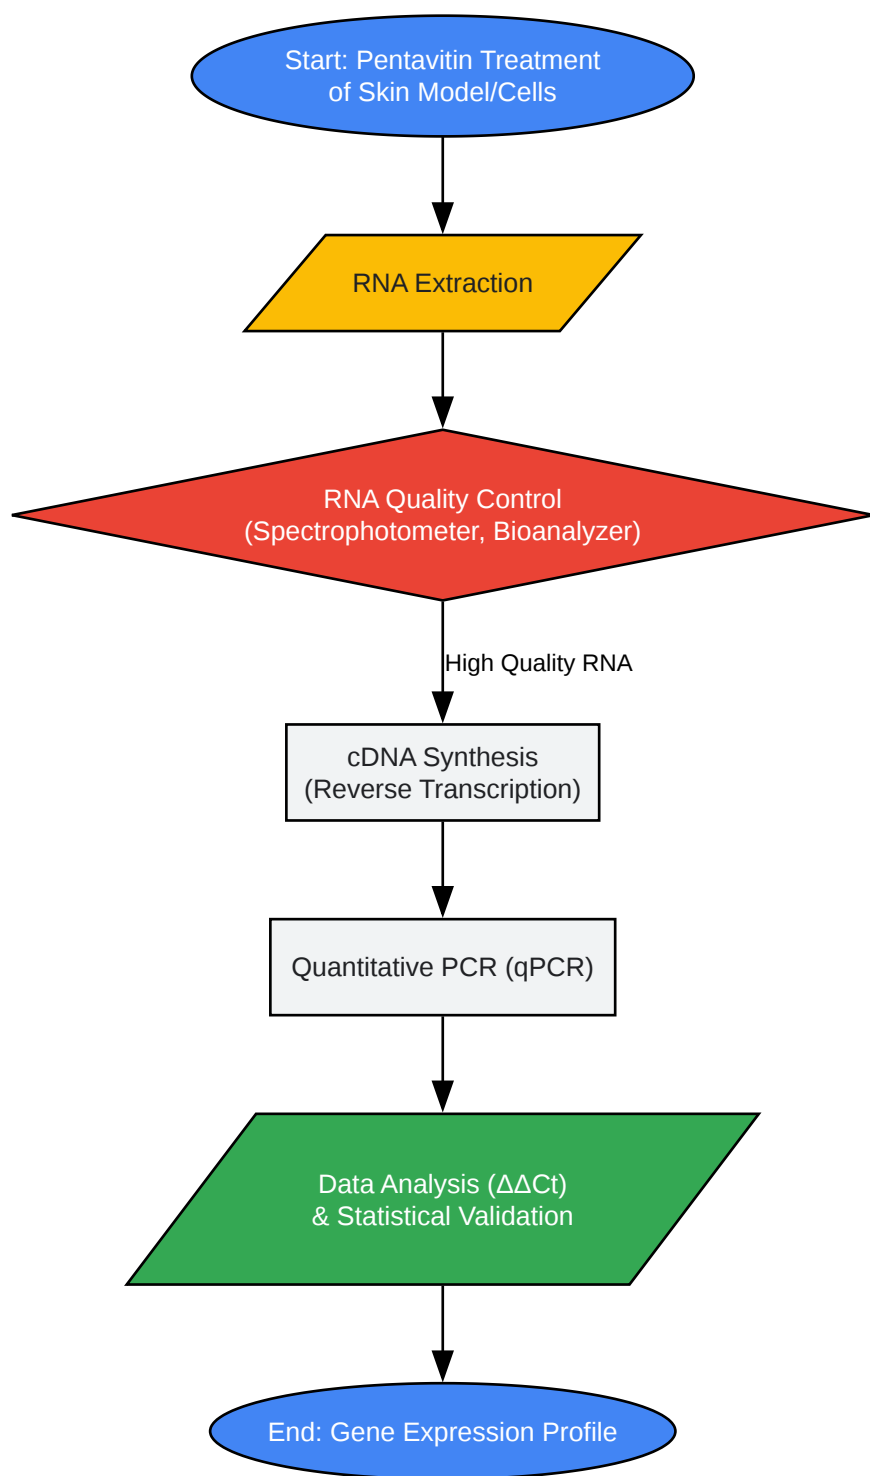 Start: Pentavitin Treatment
of Skin Model/Cells
RNA Extraction
RNA Quality Control
(Spectrophotometer, Bioanalyzer)
High Quality RNA
cDNA Synthesis
(Reverse Transcription)
Quantitative PCR (qPCR)
Data Analysis (ΔΔCt)
& Statistical Validation
End: Gene Expression Profile